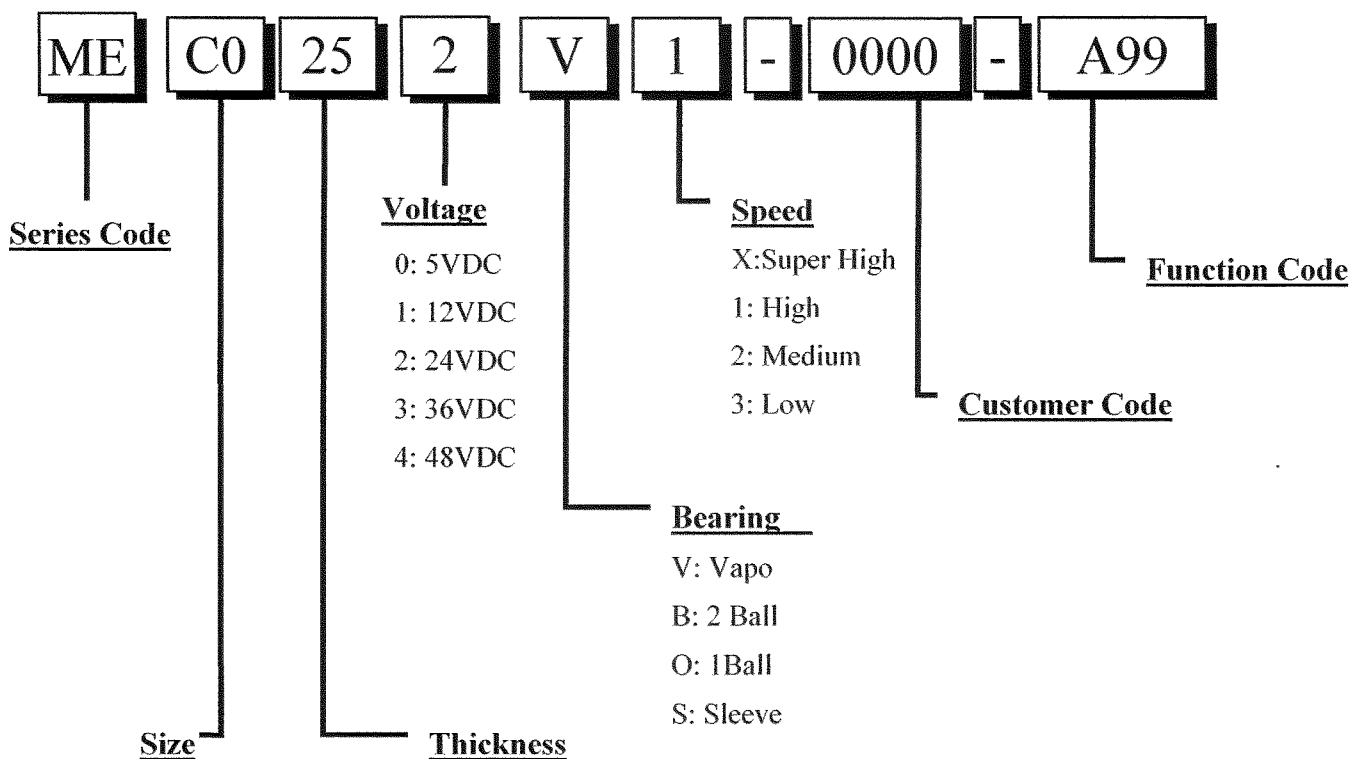 ME C0 25 2 V 1 - 0000 - A99
Series Code
Voltage
0: 5VDC
1: 12VDC
2: 24VDC
3: 36VDC
4: 48VDC
Speed
X:Super High
1: High
2: Medium
3: Low
Function Code
Customer Code
Bearing
V: Vapo
B: 2 Ball
O: 1Ball
S: Sleeve
Size
Thickness